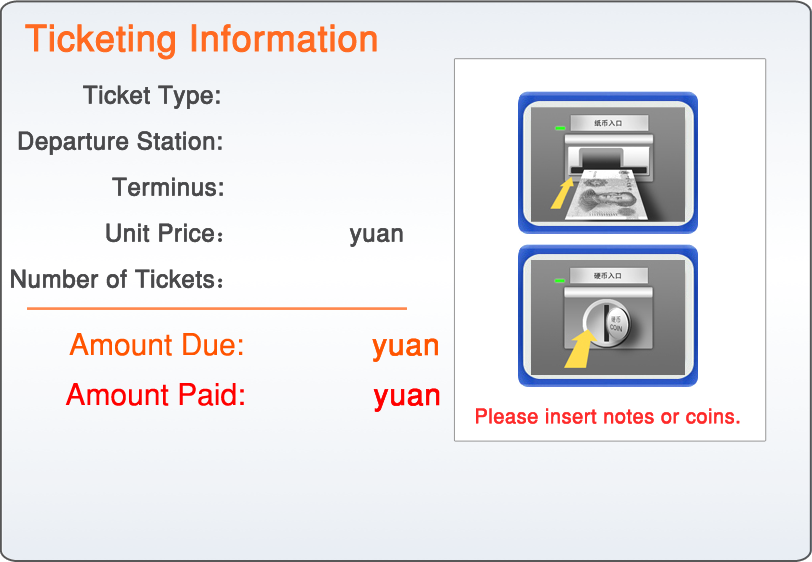 Ticketing Information
Ticket Type:
Departure Station:
Terminus:
Unit Price： yuan
Number of Tickets：
Amount Due: yuan
Amount Paid: yuan
纸币入口
硬币入口
硬币
COIN
Please insert notes or coins.